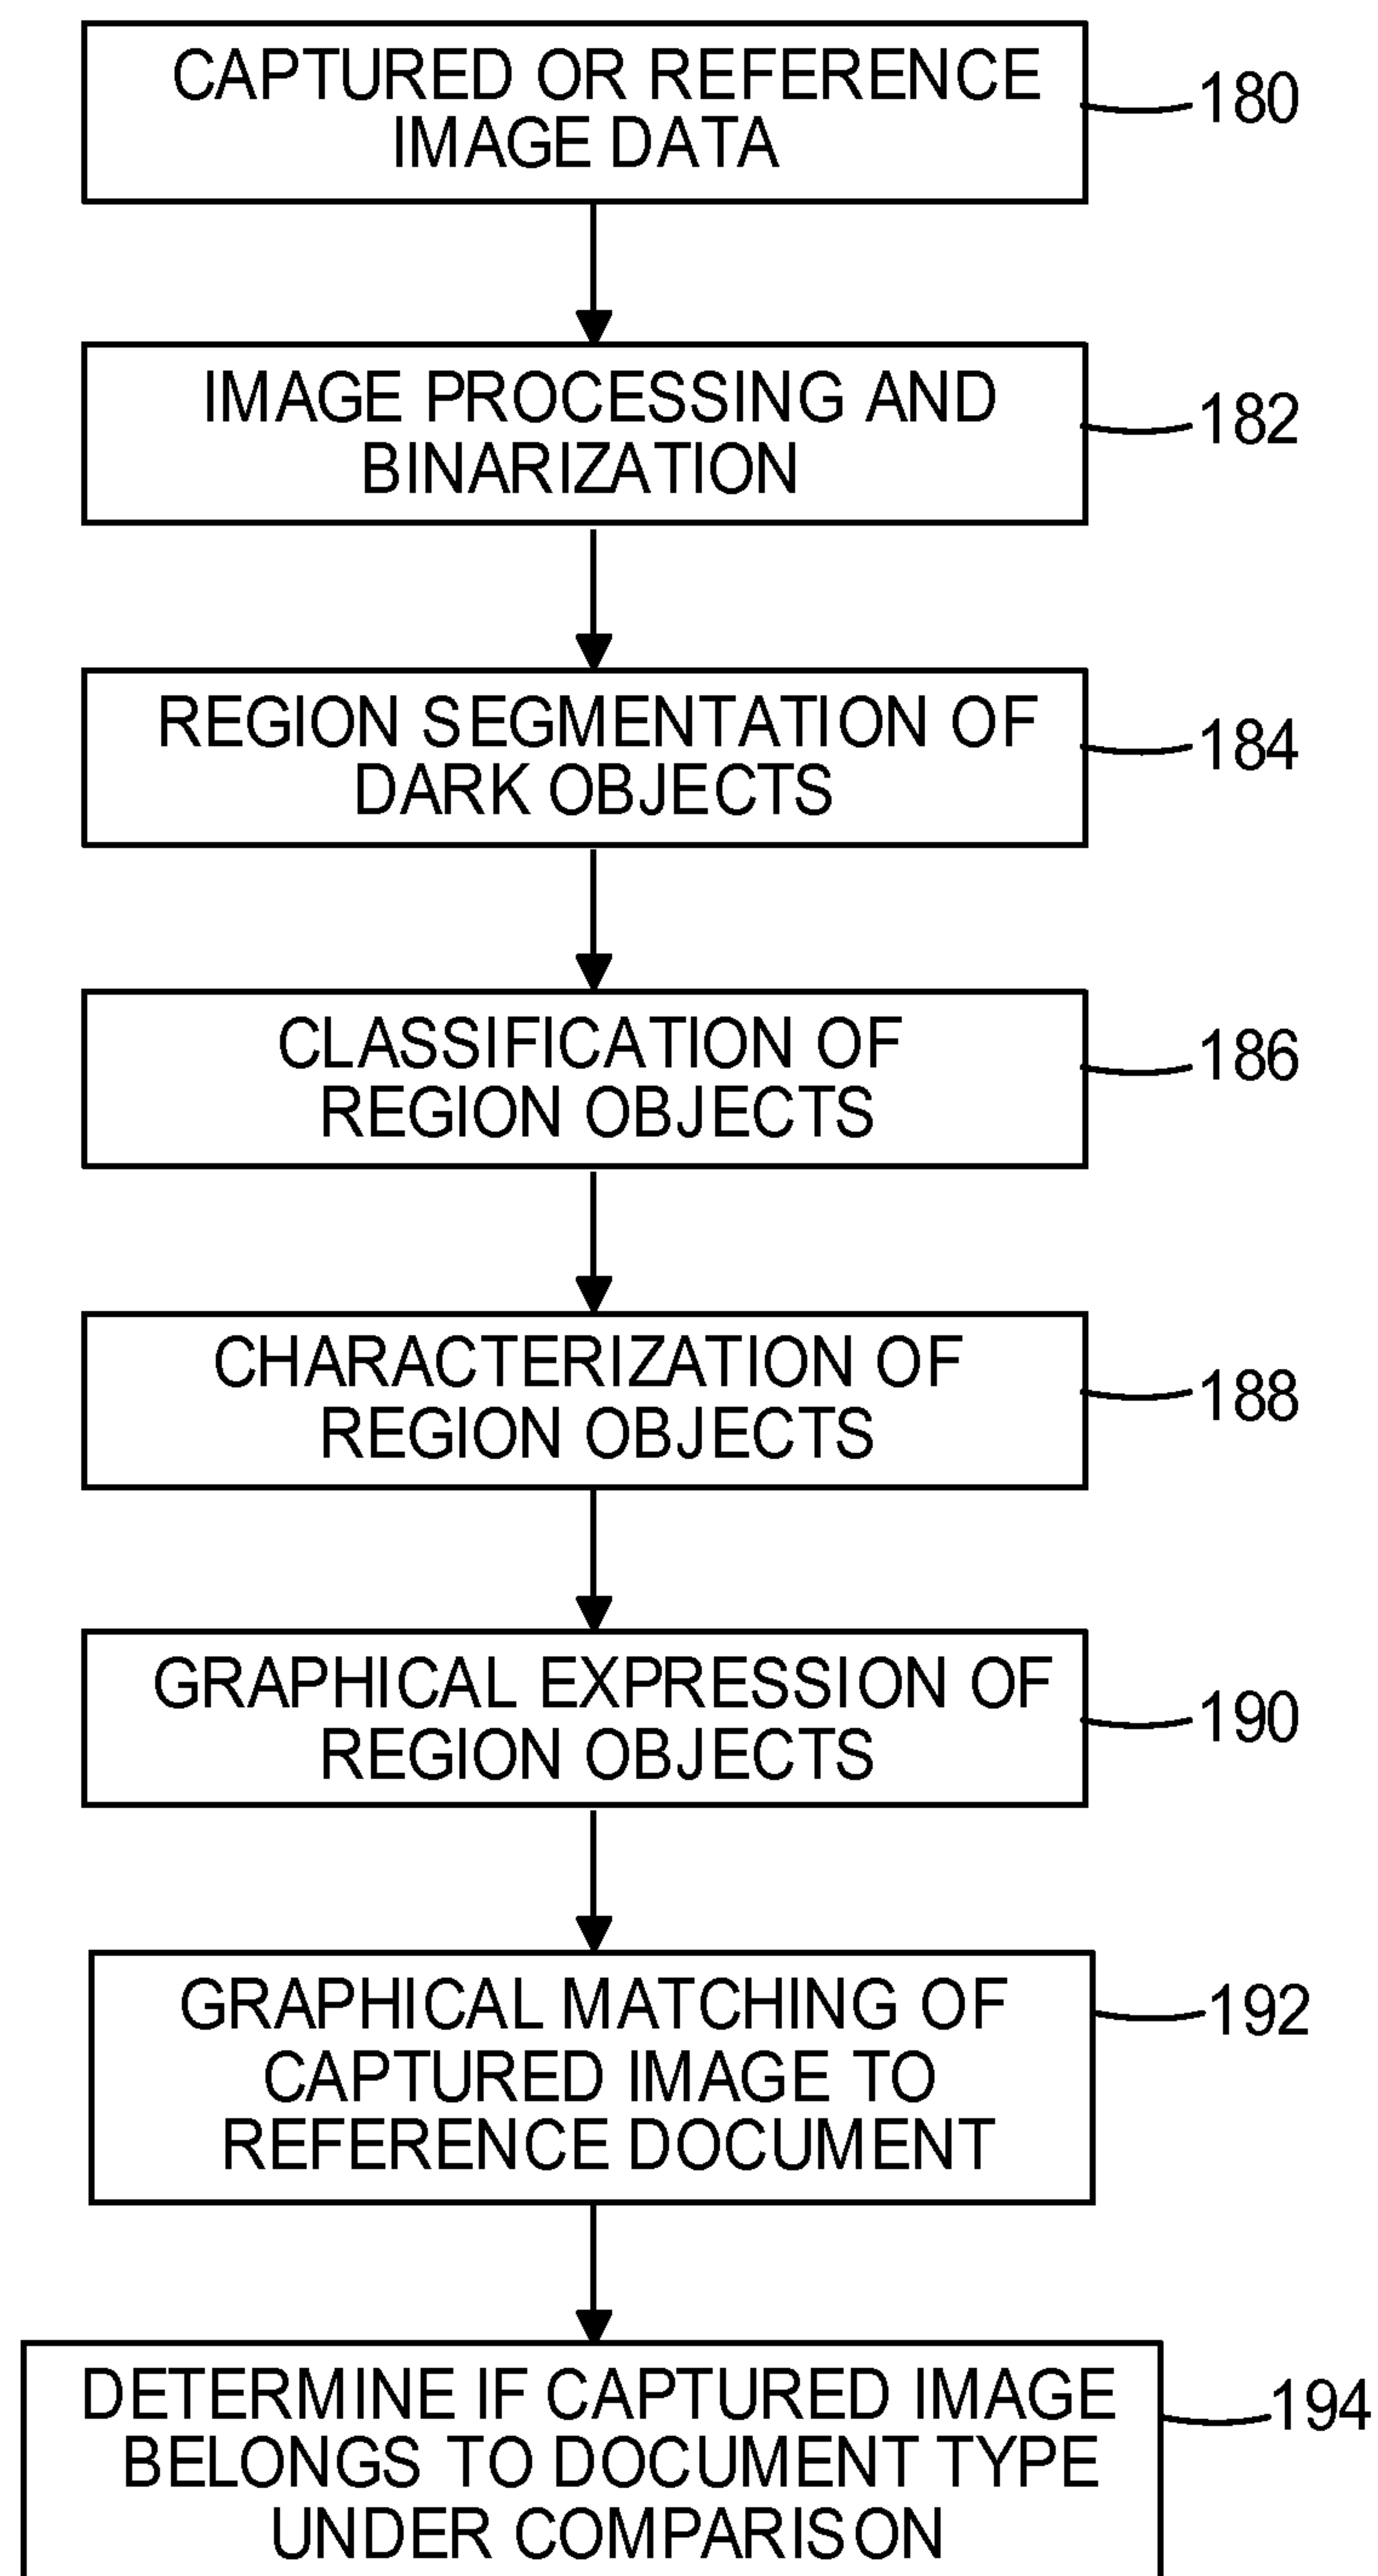 CAPTURED OR REFERENCE
IMAGE DATA
180
IMAGE PROCESSING AND
BINARIZATION
182
REGION SEGMENTATION OF
DARK OBJECTS
184
CLASSIFICATION OF
REGION OBJECTS
186
CHARACTERIZATION OF
REGION OBJECTS
188
GRAPHICAL EXPRESSION OF
REGION OBJECTS
190
GRAPHICAL MATCHING OF
CAPTURED IMAGE TO
REFERENCE DOCUMENT
192
DETERMINE IF CAPTURED IMAGE
BELONGS TO DOCUMENT TYPE
UNDER COMPARISON
194